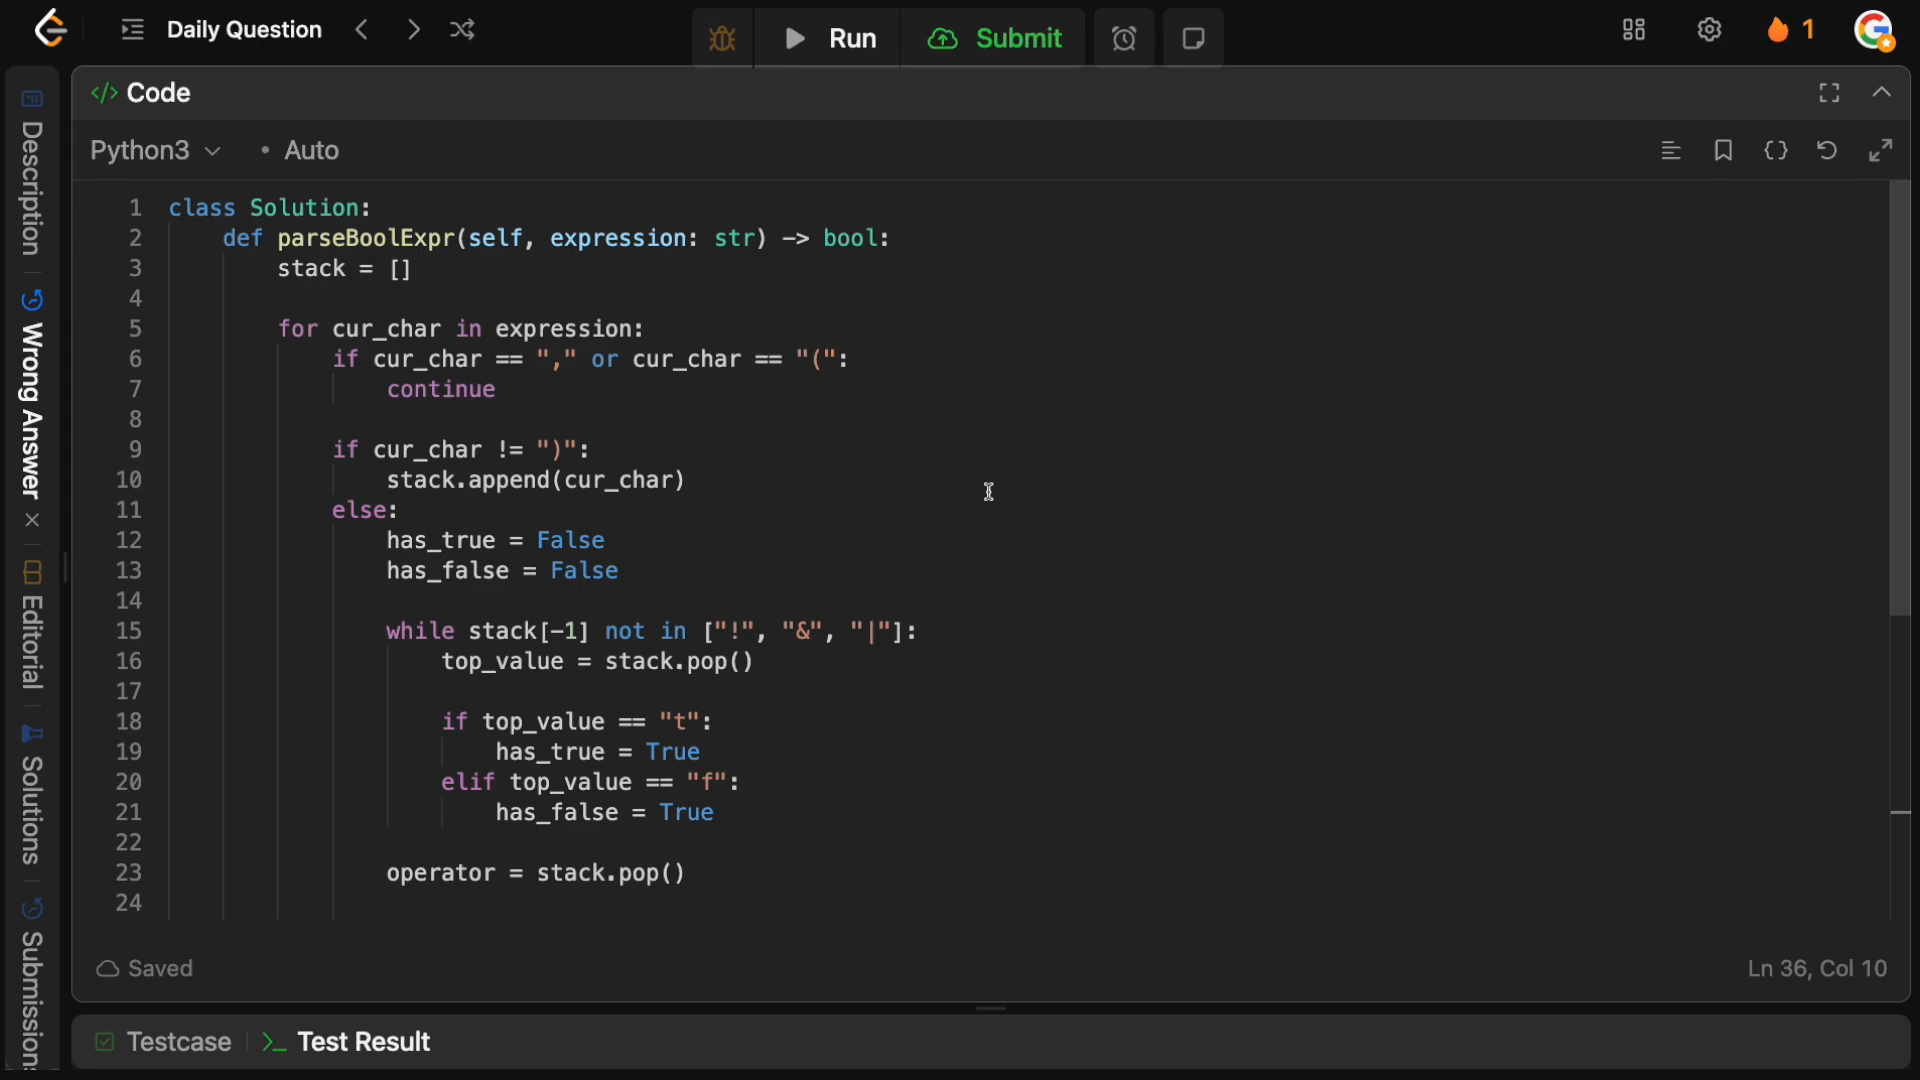 Daily Question
Run
Submit
1
Code
Python3
• Auto
Description
Wrong Answer
Editorial
Solutions
Submissions
1 class Solution:
2 def parseBoolExpr(self, expression: str) -> bool:
3 stack = []
4
5 for cur_char in expression:
6 if cur_char == "," or cur_char == "(":
7 continue
8
9 if cur_char != ")":
10 stack.append(cur_char)
11 else:
12 has_true = False
13 has_false = False
14
15 while stack[-1] not in ["!", "&", "|"]:
16 top_value = stack.pop()
17
18 if top_value == "t":
19 has_true = True
20 elif top_value == "f":
21 has_false = True
22
23 operator = stack.pop()
24
Saved
Ln 36, Col 10
Testcase
Test Result